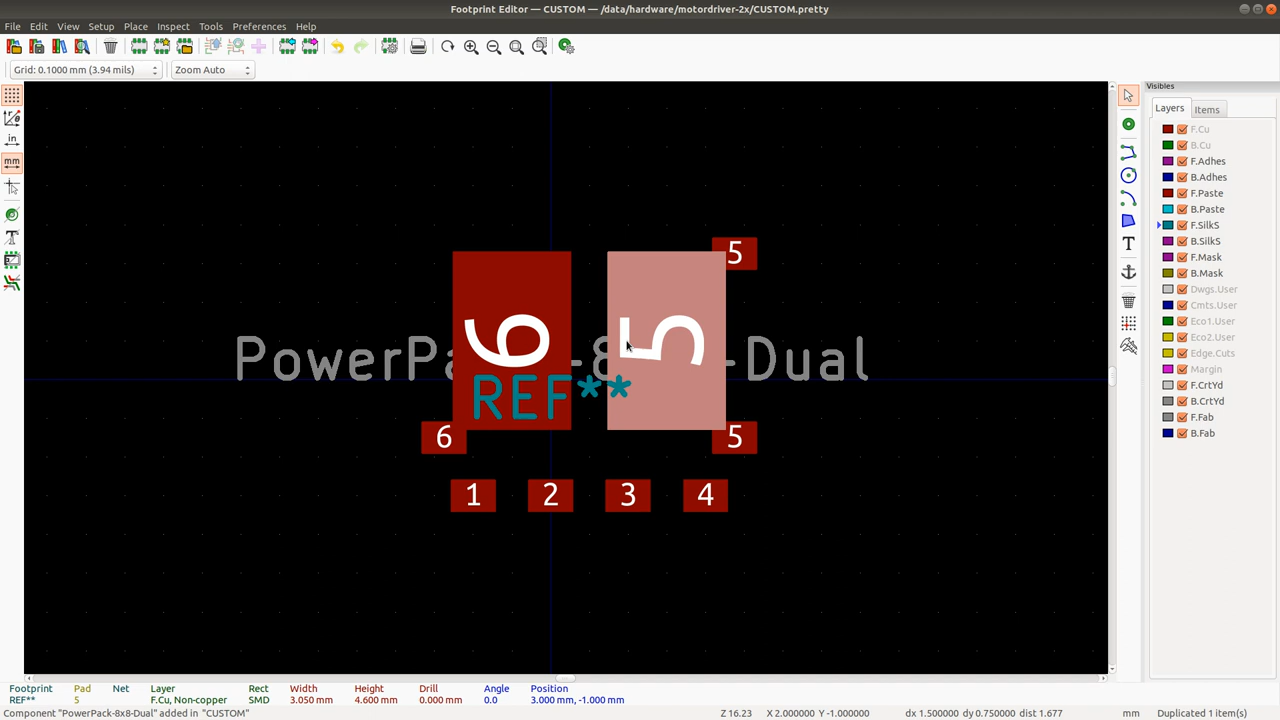 Footprint Editor — CUSTOM — /data/hardware/motordriver-2x/CUSTOM.pretty
File Edit View Setup Place Inspect Tools Preferences Help
Grid: 0.1000 mm (3.94 mils) Zoom Auto
in
mm
Visibles
Layers Items
F.Cu
B.Cu
F.Adhes
B.Adhes
F.Paste
B.Paste
F.SilkS
B.SilkS
F.Mask
B.Mask
Dwgs.User
Cmts.User
Eco1.User
Eco2.User
Edge.Cuts
Margin
F.CrtYd
B.CrtYd
F.Fab
B.Fab
5
6 5
PowerPa -8 -Dual
REF**
6 5
1 2 3 4
Footprint Pad Net Layer Rect Width Height Drill Angle Position
REF** 5 F.Cu, Non-copper SMD 3.050 mm 4.600 mm 0.000 mm 0.0 3.000 mm, -1.000 mm
Component "PowerPack-8x8-Dual" added in "CUSTOM" Z 16.23 X 2.000000 Y -1.000000 dx 1.500000 dy 0.750000 dist 1.677 mm Duplicated 1 item(s)